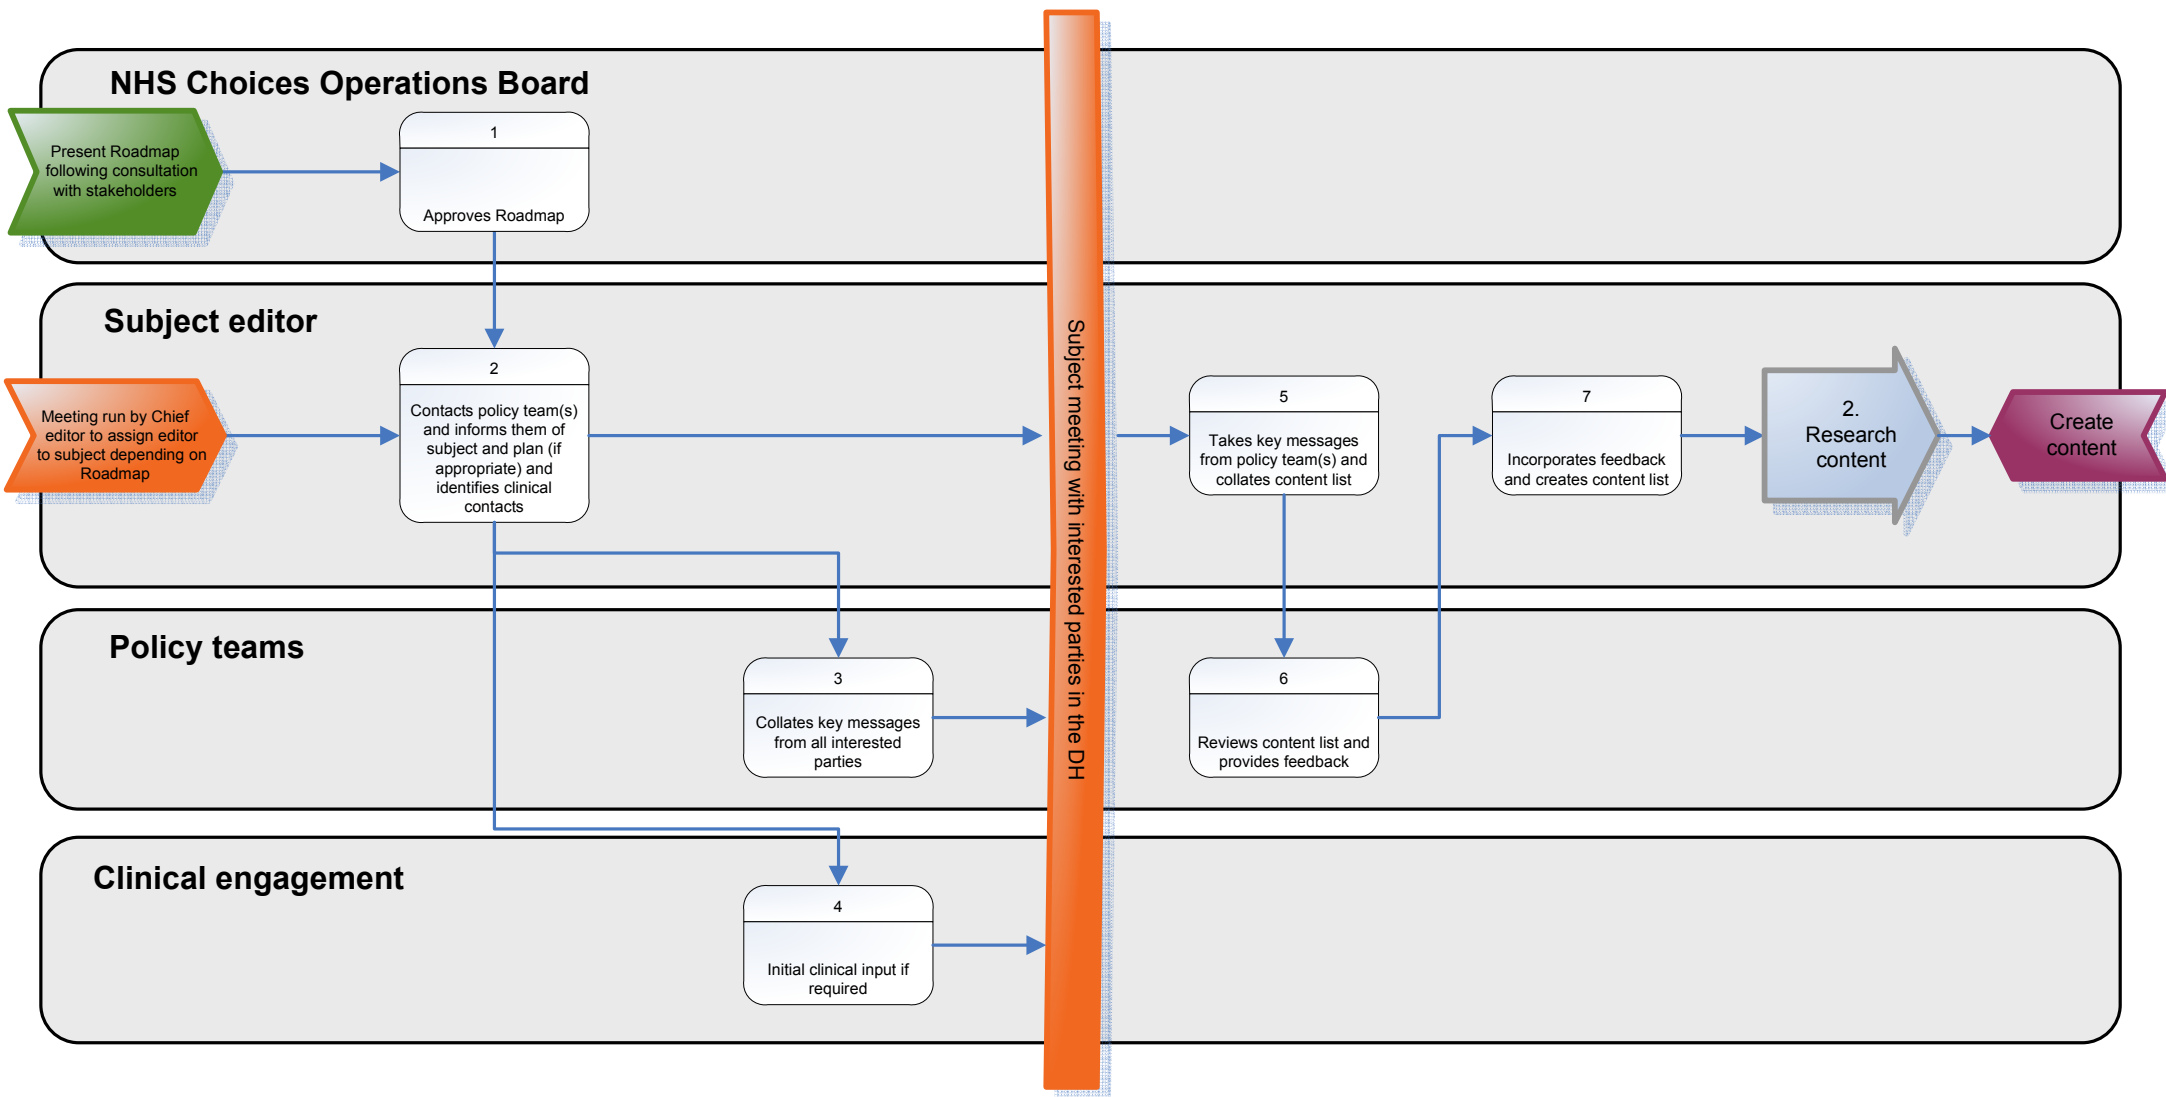 NHS Choices Operations Board
Present Roadmap
following consultation
with stakeholders
1
Approves Roadmap
Subject editor
Meeting run by Chief
editor to assign editor
to subject depending on
Roadmap
2
Contacts policy team(s)
and informs them of
subject and plan (if
appropriate) and
identifies clinical
contacts
Subject meeting with interested parties in the DH
5
Takes key messages
from policy team(s) and
collates content list
7
Incorporates feedback
and creates content list
2.
Research
content
Create
content
Policy teams
3
Collates key messages
from all interested
parties
6
Reviews content list and
provides feedback
Clinical engagement
4
Initial clinical input if
required